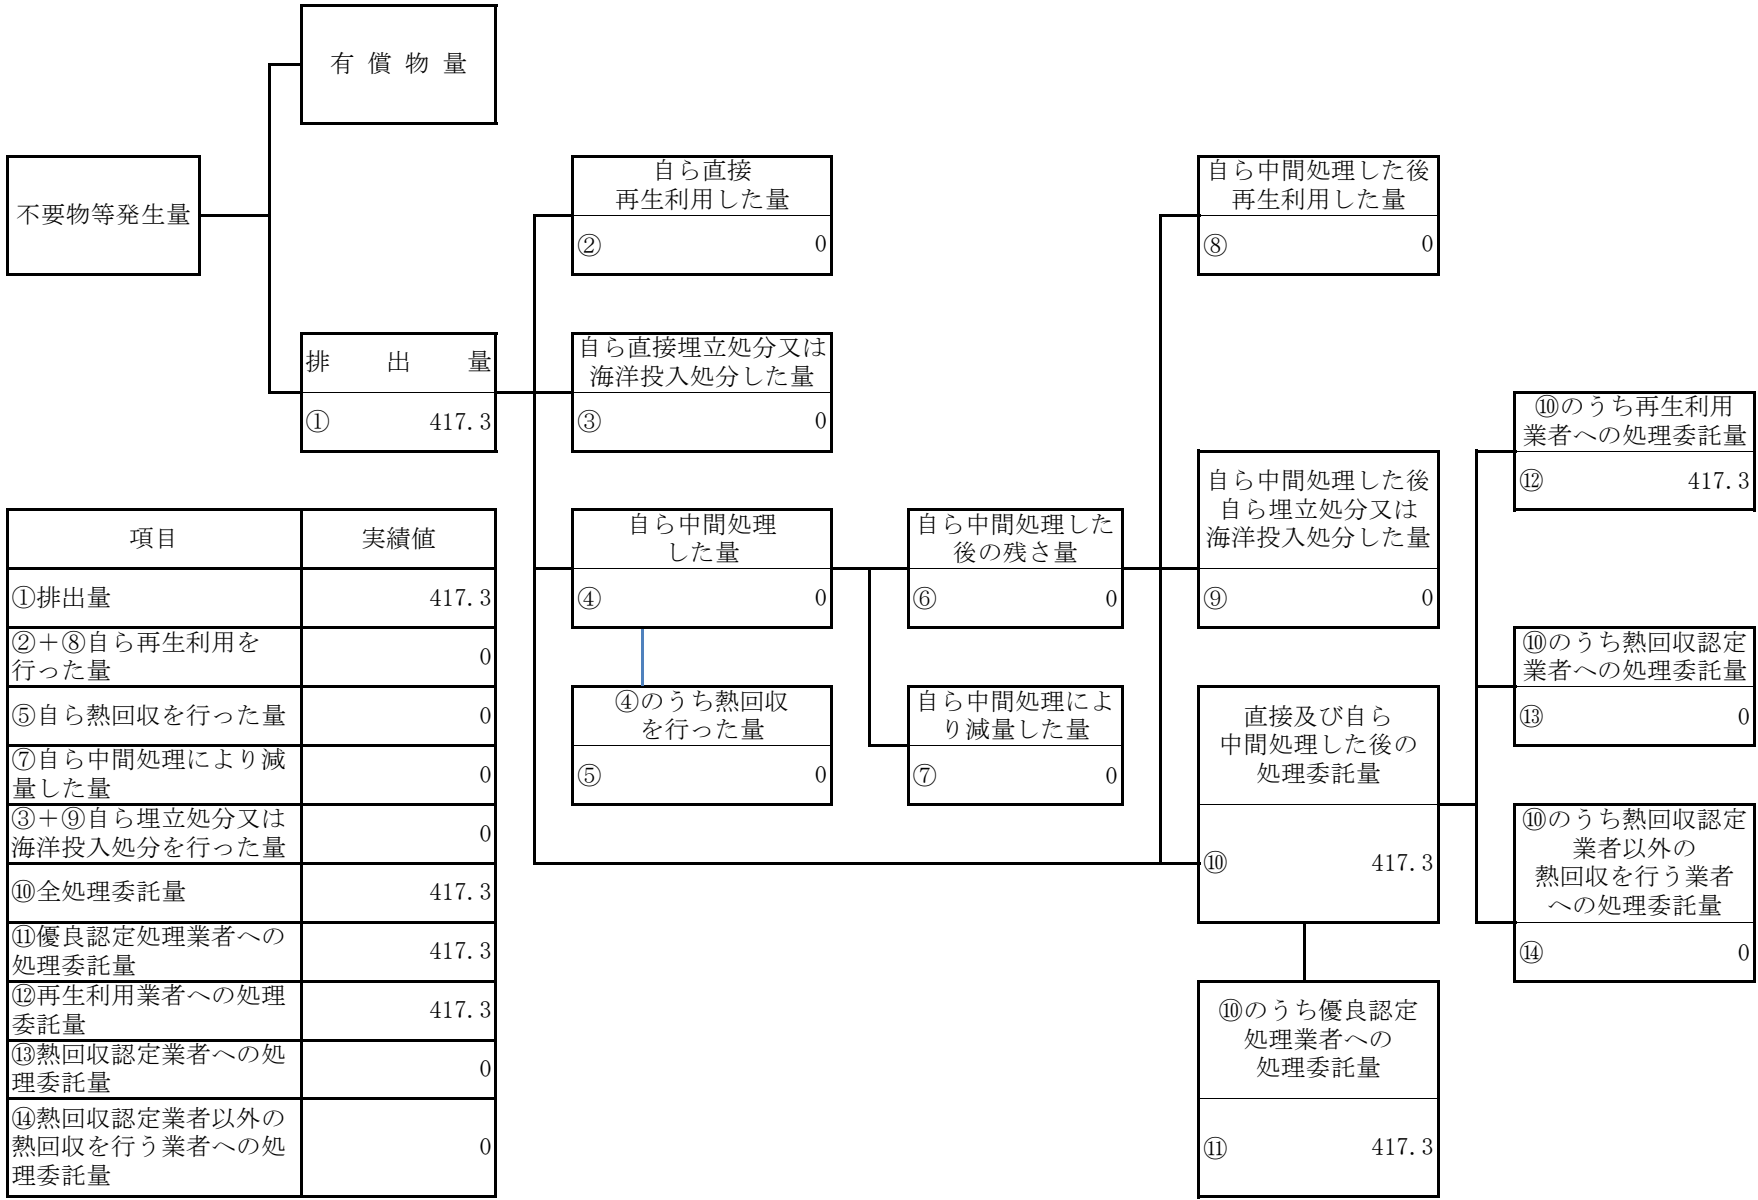 有償物量
不要物等発生量
自ら直接
再生利用した量
② 0
自ら中間処理した後
再生利用した量
⑧ 0
排出量
① 417.3
自ら直接埋立処分又は
海洋投入処分した量
③ 0
⑩のうち再生利用
業者への処理委託量
⑫ 417.3
自ら中間処理
した量
④ 0
自ら中間処理した
後の残さ量
⑥ 0
自ら中間処理した後
自ら埋立処分又は
海洋投入処分した量
⑨ 0
⑩のうち熱回収認定
業者への処理委託量
⑬ 0
④のうち熱回収
を行った量
⑤ 0
自ら中間処理によ
り減量した量
⑦ 0
直接及び自ら
中間処理した後の
処理委託量
⑩ 417.3
⑩のうち熱回収認定
業者以外の
熱回収を行う業者
への処理委託量
⑭ 0
⑩のうち優良認定
処理業者への
処理委託量
⑪ 417.3
項目 実績値
①排出量 417.3
②＋⑧自ら再生利用を
行った量 0
⑤自ら熱回収を行った量 0
⑦自ら中間処理により減
量した量 0
③＋⑨自ら埋立処分又は
海洋投入処分を行った量 0
⑩全処理委託量 417.3
⑪優良認定処理業者への
処理委託量 417.3
⑫再生利用業者への処理
委託量 417.3
⑬熱回収認定業者への処
理委託量 0
⑭熱回収認定業者以外の
熱回収を行う業者への処
理委託量 0